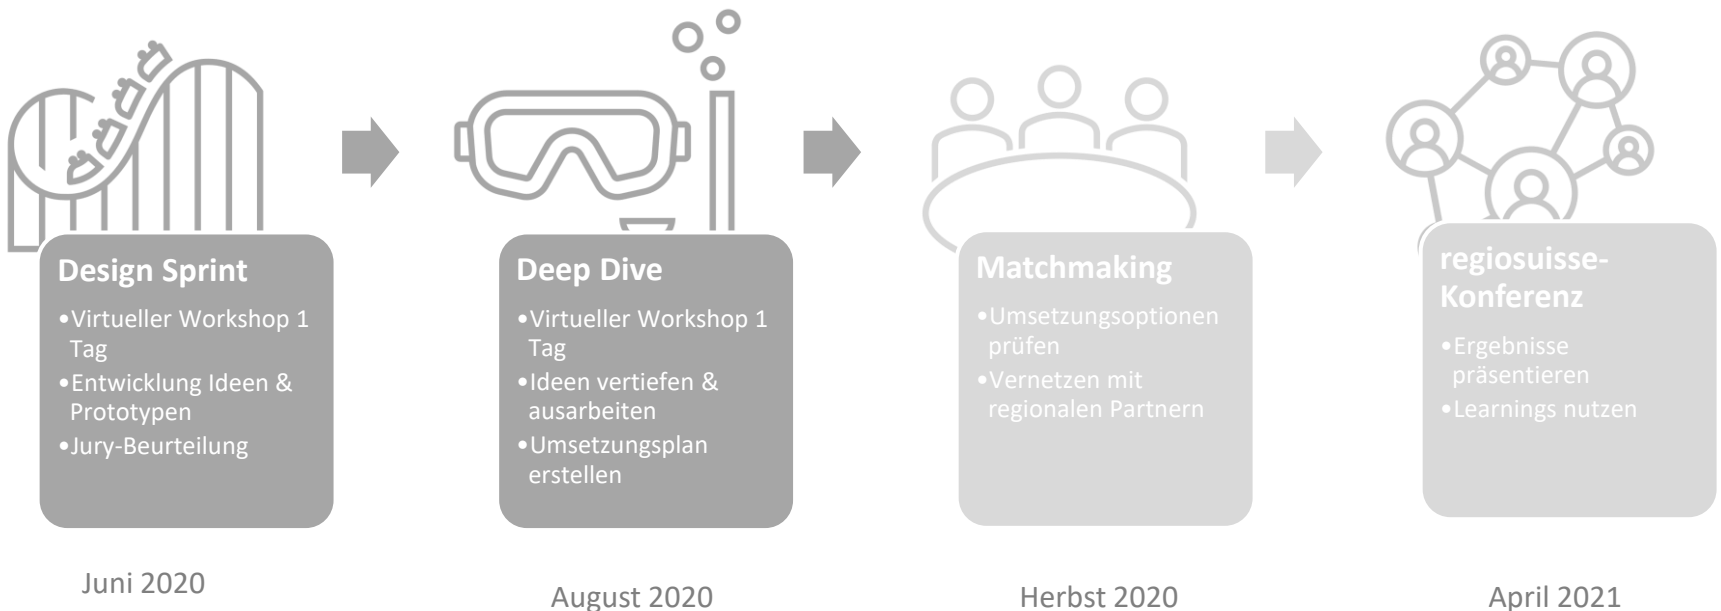 Design Sprint
•Virtueller Workshop 1
Tag
•Entwicklung Ideen &
Prototypen
•Jury-Beurteilung
Juni 2020
Deep Dive
•Virtueller Workshop 1
Tag
•Ideen vertiefen &
ausarbeiten
•Umsetzungsplan
erstellen
August 2020
Matchmaking
•Umsetzungsoptionen
prüfen
•Vernetzen mit
regionalen Partnern
Herbst 2020
regiosuisse-
Konferenz
•Ergebnisse
präsentieren
•Learnings nutzen
April 2021